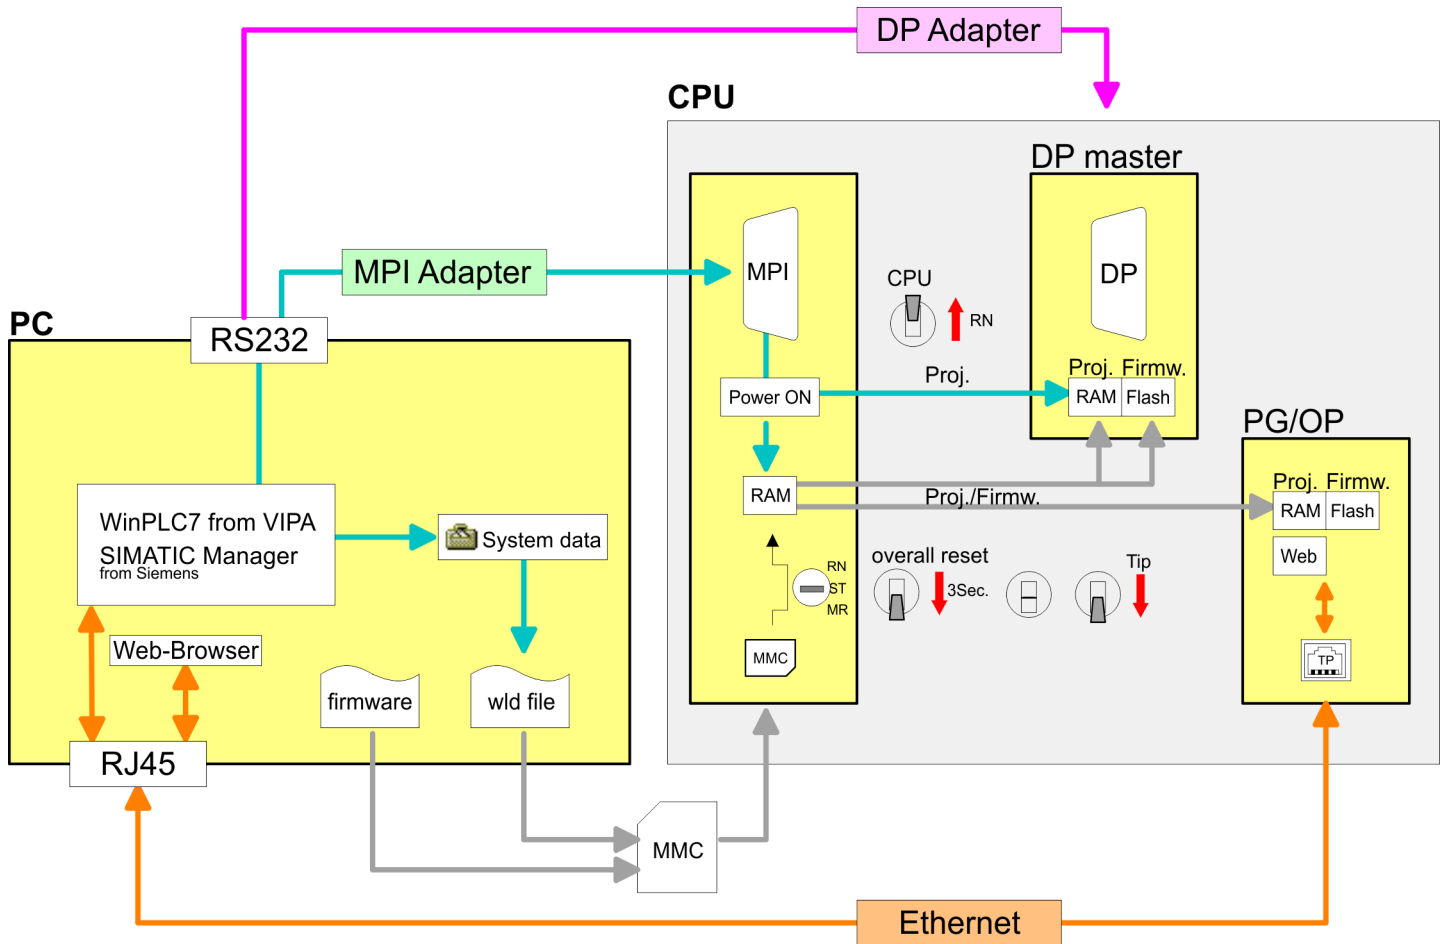 DP Adapter
CPU
DP master
MPI
DP
MPI Adapter
CPU
RN
PC
RS232
Proj.
Proj. Firmw.
Power ON
RAM Flash
PG/OP
WinPLC7 from VIPA
SIMATIC Manager
from Siemens
System data
RAM
Proj./Firmw.
Proj. Firmw.
RAM Flash
Web
RN
ST
MR
overall reset
3Sec.
Tip
Web-Browser
MMC
TP
firmware
wld file
RJ45
MMC
Ethernet